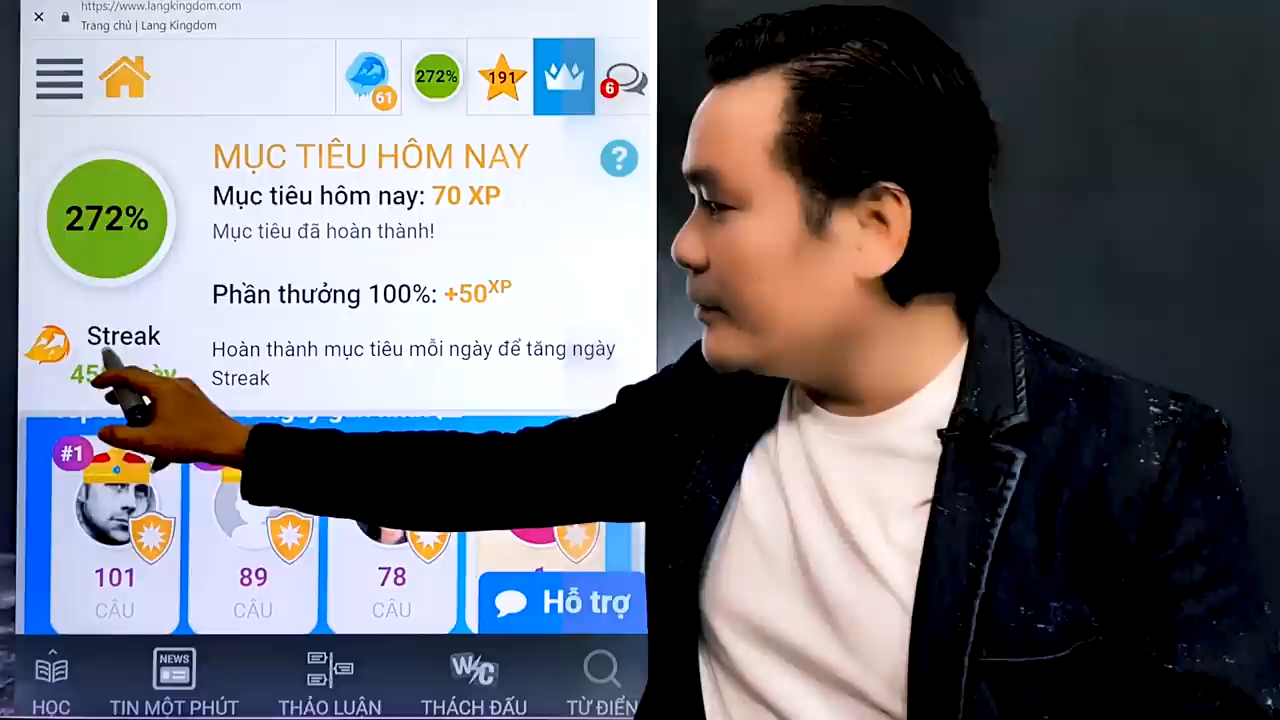 https://www.langkingdom.com
Trang chủ | Lang Kingdom
61
272%
191
6
MỤC TIÊU HÔM NAY
?
Mục tiêu hôm nay: 70 XP
272%
Mục tiêu đã hoàn thành!
Phần thưởng 100%: +50XP
Streak
Hoàn thành mục tiêu mỗi ngày để tăng ngày
Streak
#1
101
89
78
CÂU
CÂU
CÂU
Hỗ trợ
NEWS
W/C
HỌC
TIN MỘT PHÚT
THẢO LUẬN
THÁCH ĐẤU
TỪ ĐIỂN